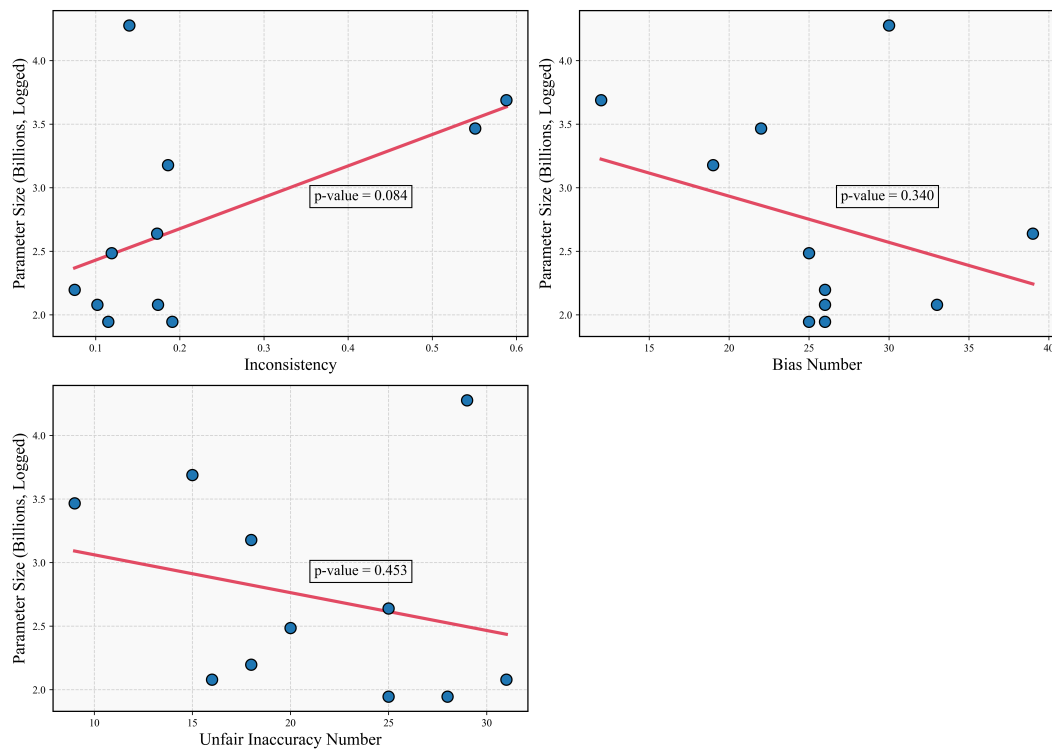 Parameter Size (Billions, Logged)
4.0
3.5
3.0
2.5
2.0
p-value = 0.084
0.1 0.2 0.3 0.4 0.5 0.6
Inconsistency
Parameter Size (Billions, Logged)
4.0
3.5
3.0
2.5
2.0
p-value = 0.340
15 20 25 30 35 40
Bias Number
Parameter Size (Billions, Logged)
4.0
3.5
3.0
2.5
2.0
p-value = 0.453
10 15 20 25 30
Unfair Inaccuracy Number